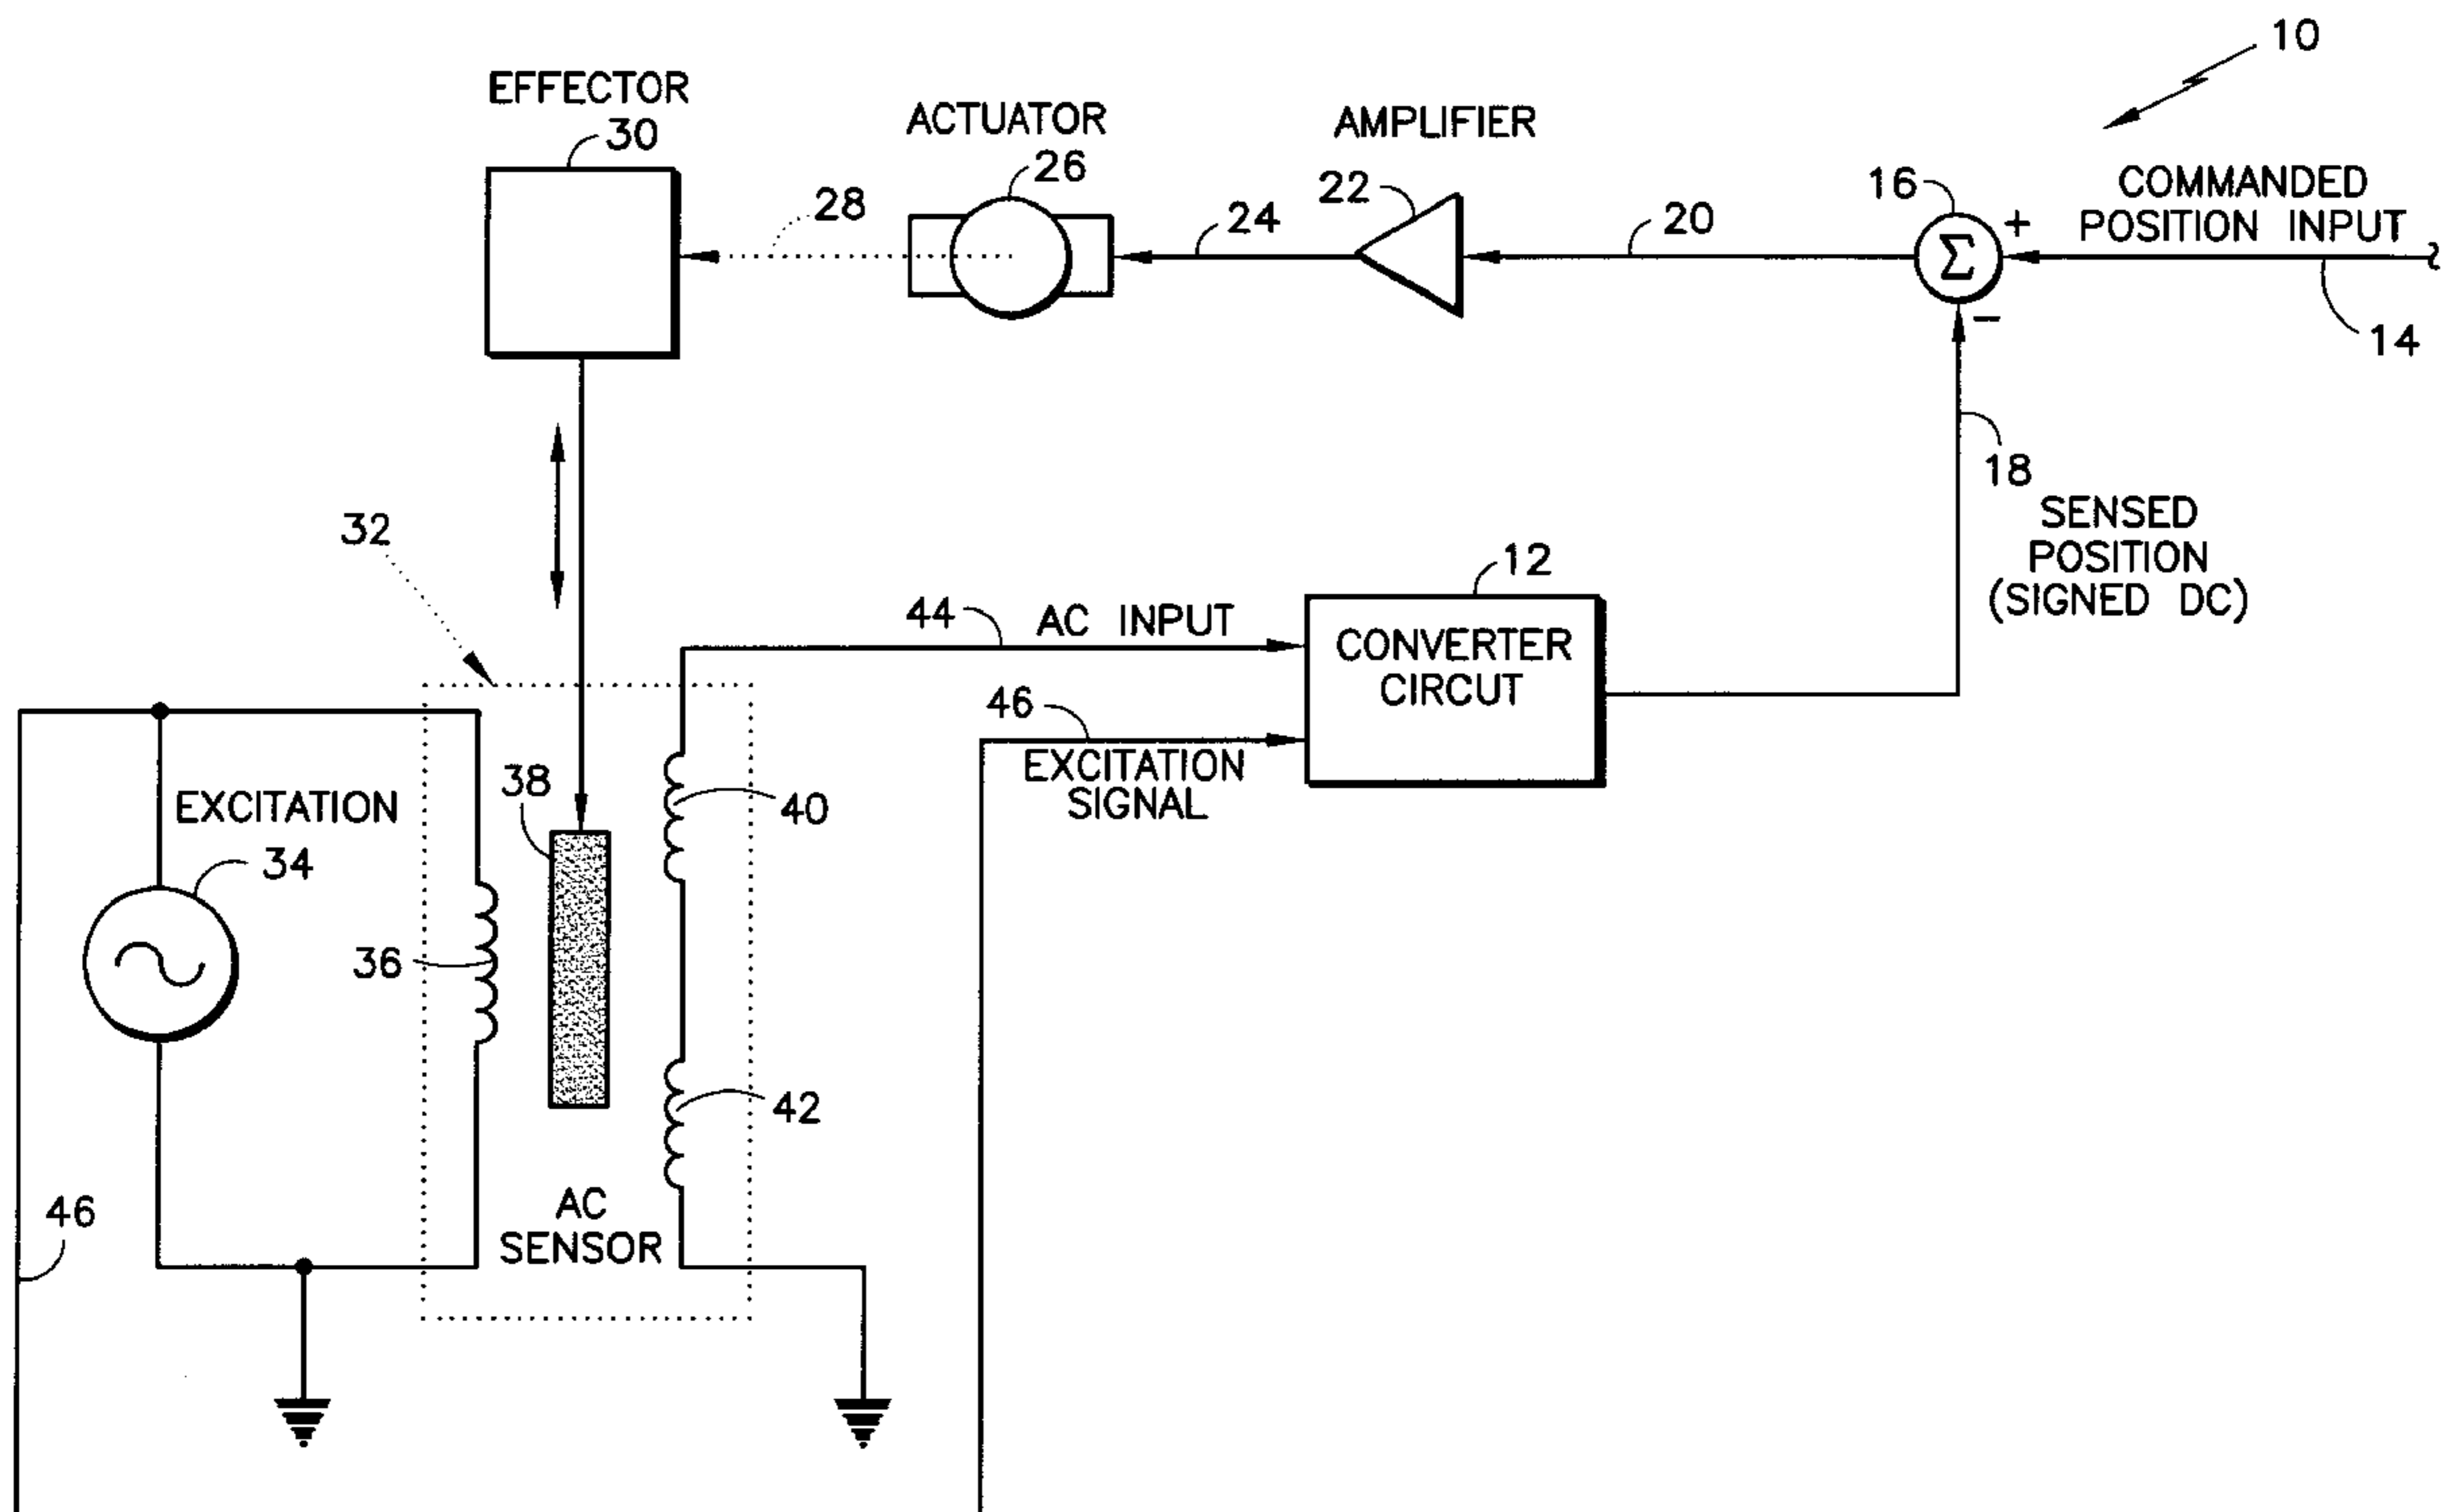 10
EFFECTOR
30
ACTUATOR
26
AMPLIFIER
22
28
24
20
16
+
COMMANDED
POSITION INPUT
Σ
−
14
18
SENSED
POSITION
(SIGNED DC)
32
12
44
AC INPUT
CONVERTER
CIRCUT
46
EXCITATION
SIGNAL
38
40
EXCITATION
34
36
42
AC
SENSOR
46